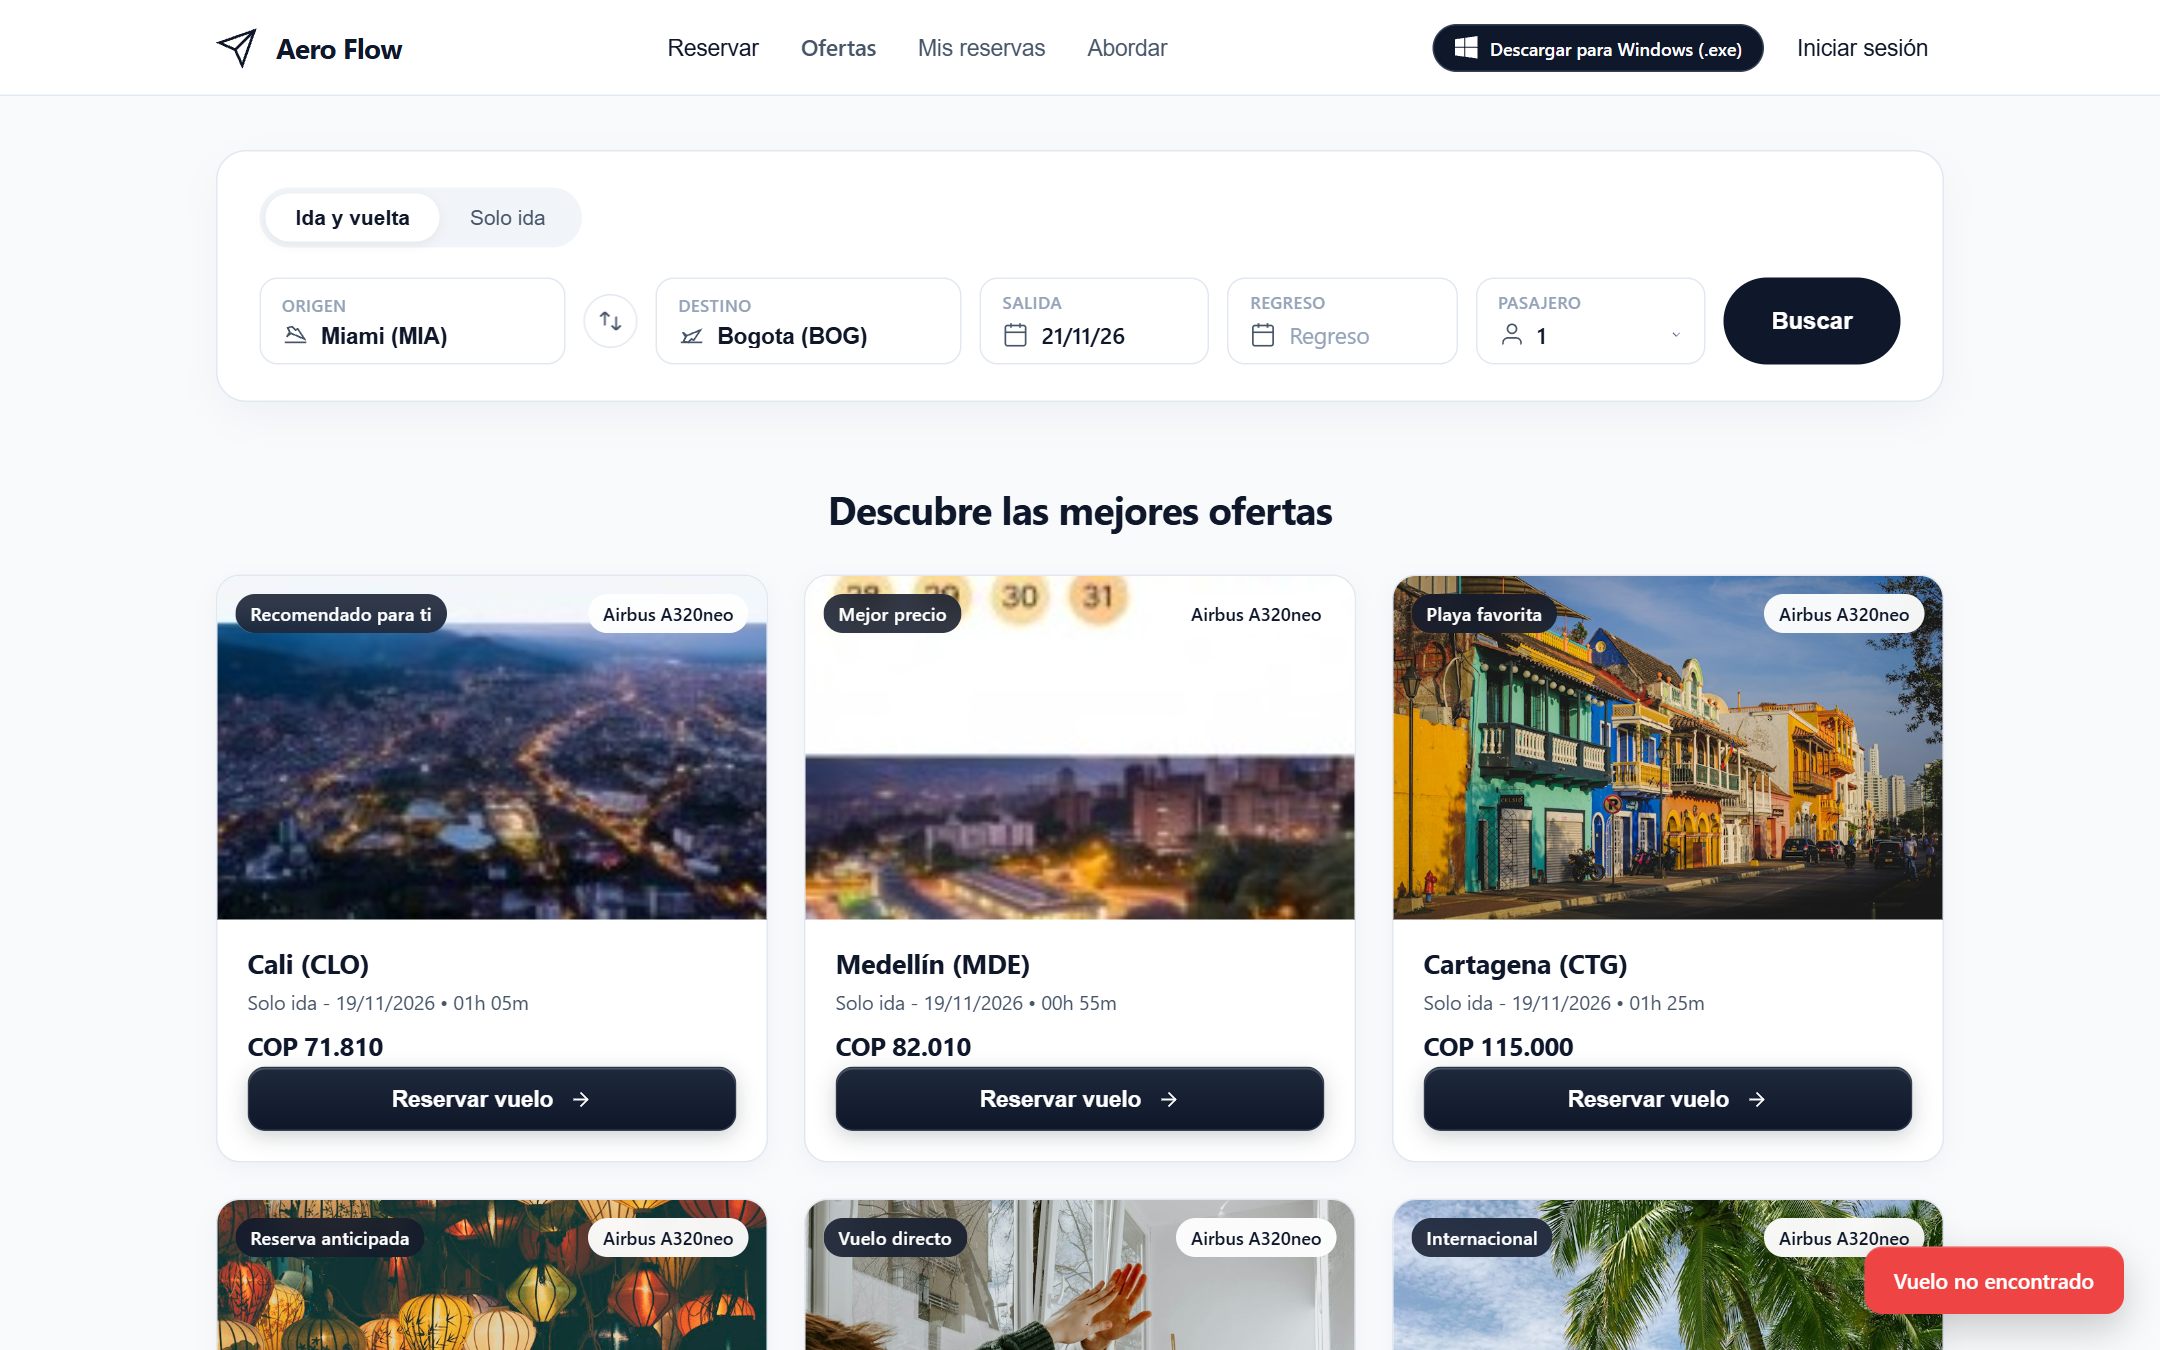 Aero Flow
Reservar
Ofertas
Mis reservas
Abordar
Descargar para Windows (.exe)
Iniciar sesión
Ida y vuelta
Solo ida
ORIGEN
Miami (MIA)
DESTINO
Bogota (BOG)
SALIDA
21/11/26
REGRESO
Regreso
PASAJERO
1
Buscar
Descubre las mejores ofertas
Recomendado para ti
Airbus A320neo
Cali (CLO)
Solo ida - 19/11/2026 • 01h 05m
COP 71.810
Reservar vuelo →
30 31
Mejor precio
Airbus A320neo
Medellín (MDE)
Solo ida - 19/11/2026 • 00h 55m
COP 82.010
Reservar vuelo →
Playa favorita
Airbus A320neo
Cartagena (CTG)
Solo ida - 19/11/2026 • 01h 25m
COP 115.000
Reservar vuelo →
Reserva anticipada
Airbus A320neo
Vuelo directo
Airbus A320neo
Internacional
Airbus A320neo
Vuelo no encontrado